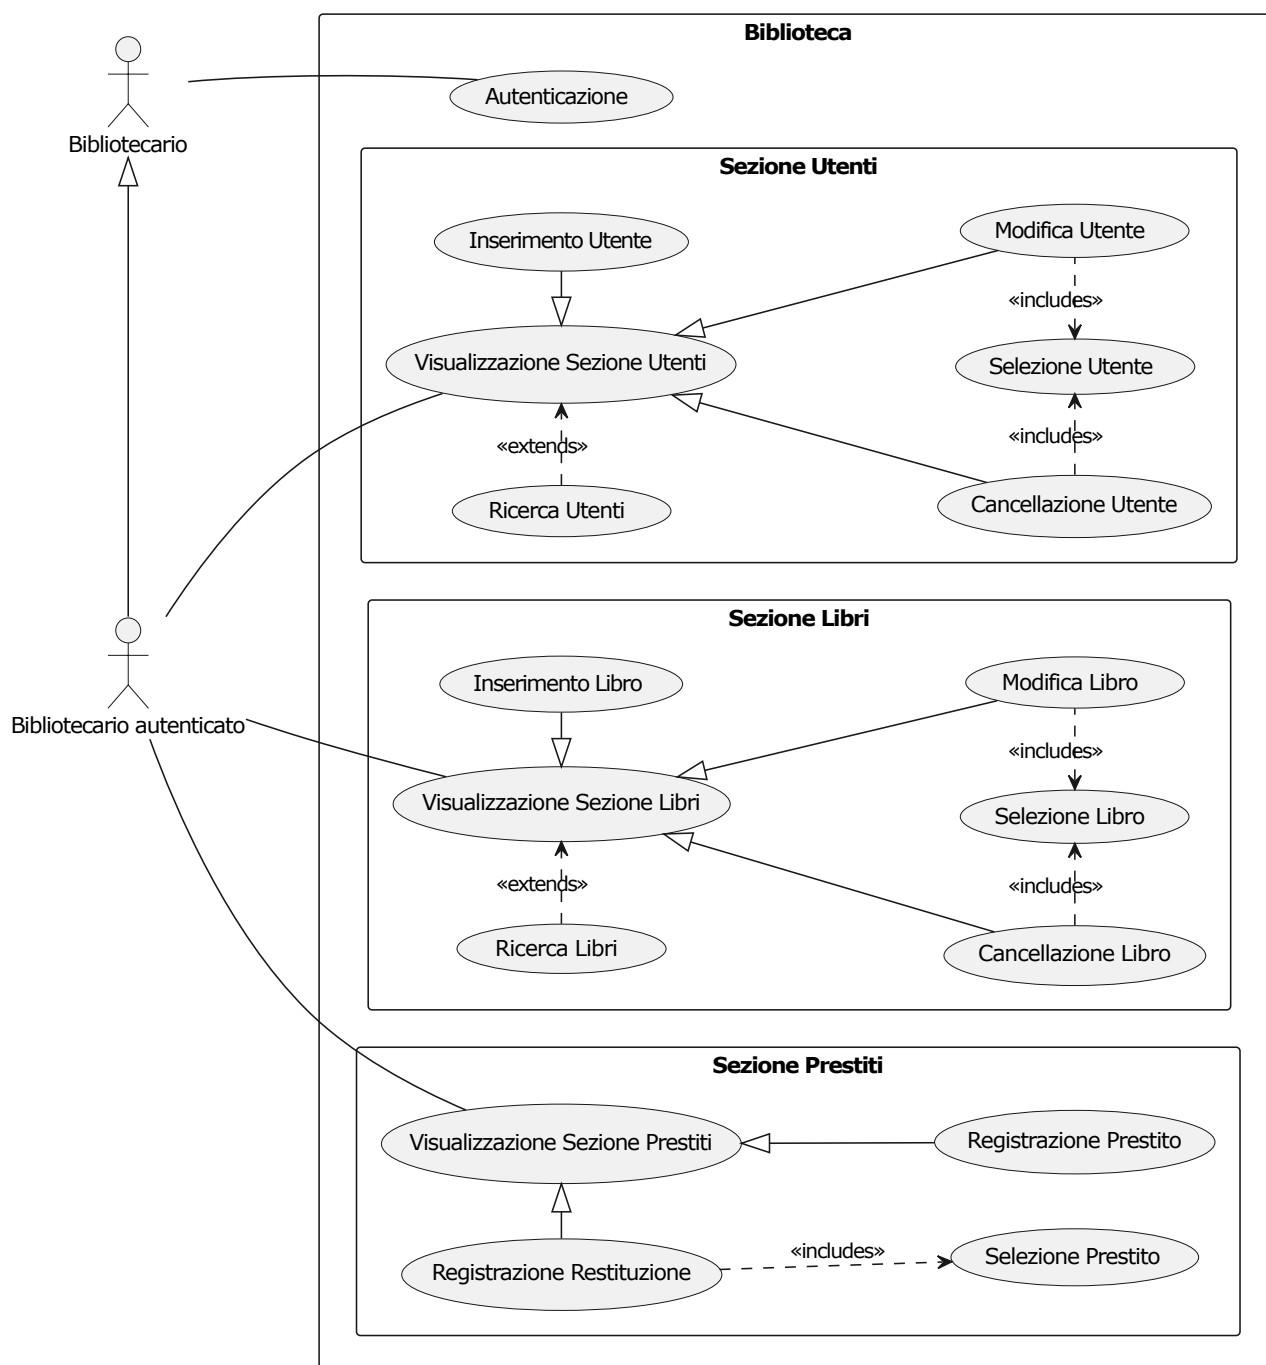 Biblioteca
Bibliotecario
Autenticazione
Sezione Utenti
Inserimento Utente
Modifica Utente
«includes»
Visualizzazione Sezione Utenti
Selezione Utente
«extends»
«includes»
Ricerca Utenti
Cancellazione Utente
Sezione Libri
Inserimento Libro
Modifica Libro
Bibliotecario autenticato
«includes»
Visualizzazione Sezione Libri
Selezione Libro
«extends»
«includes»
Ricerca Libri
Cancellazione Libro
Sezione Prestiti
Visualizzazione Sezione Prestiti
Registrazione Prestito
«includes»
Registrazione Restituzione
Selezione Prestito